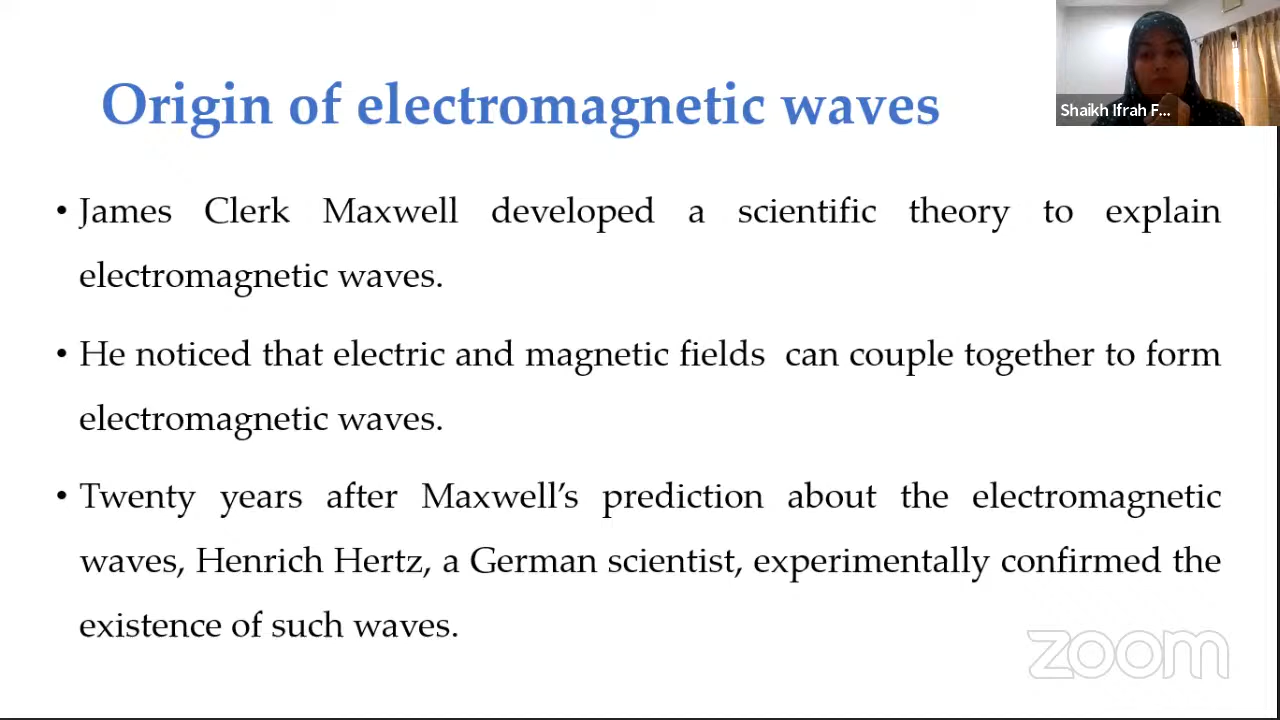 Origin of electromagnetic waves
Shaikh Ifrah F...
• James Clerk Maxwell developed a scientific theory to explain
electromagnetic waves.
• He noticed that electric and magnetic fields can couple together to form
electromagnetic waves.
• Twenty years after Maxwell’s prediction about the electromagnetic
waves, Henrich Hertz, a German scientist, experimentally confirmed the
existence of such waves.
zoom